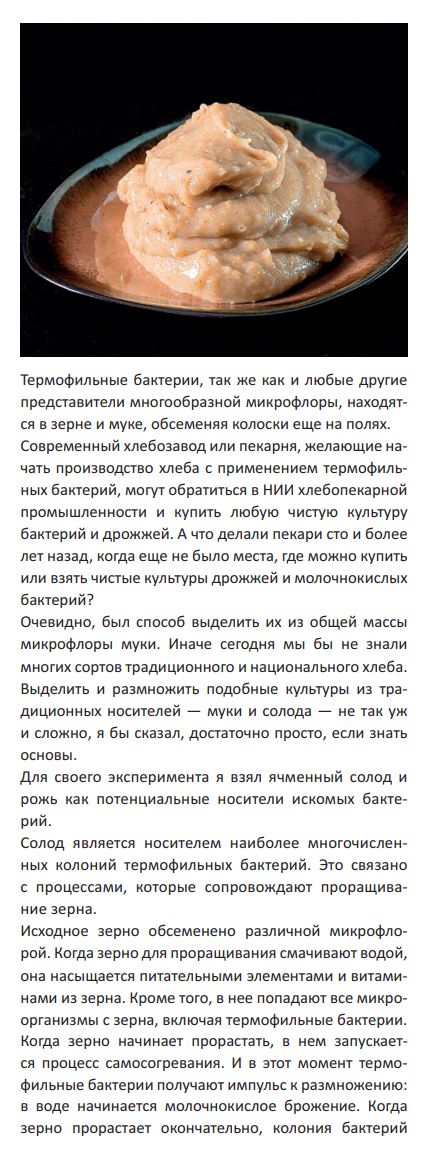 Термофильные бактерии, так же как и любые другие
представители многообразной микрофлоры, находят-
ся в зерне и муке, обсеменяя колоски еще на полях.
Современный хлебозавод или пекарня, желающие на-
чать производство хлеба с применением термофиль-
ных бактерий, могут обратиться в НИИ хлебопекарной
промышленности и купить любую чистую культуру
бактерий и дрожжей. А что делали пекари сто и более
лет назад, когда еще не было места, где можно купить
или взять чистые культуры дрожжей и молочнокислых
бактерий?
Очевидно, был способ выделить их из общей массы
микрофлоры муки. Иначе сегодня мы бы не знали
многих сортов традиционного и национального хлеба.
Выделить и размножить подобные культуры из тра-
диционных носителей — муки и солода — не так уж
и сложно, я бы сказал, достаточно просто, если знать
основы.
Для своего эксперимента я взял ячменный солод и
рожь как потенциальные носители искомых бакте-
рий.
Солод является носителем наиболее многочислен-
ных колоний термофильных бактерий. Это связано
с процессами, которые сопровождают проращива-
ние зерна.
Исходное зерно обсеменено различной микрофло-
рой. Когда зерно для проращивания смачивают водой,
она насыщается питательными элементами и витами-
нами из зерна. Кроме того, в нее попадают все микро-
организмы с зерна, включая термофильные бактерии.
Когда зерно начинает прорастать, в нем запускает-
ся процесс самосогревания. И в этот момент термо-
фильные бактерии получают импульс к размножению:
в воде начинается молочнокислое брожение. Когда
зерно прорастает окончательно, колония бактерий